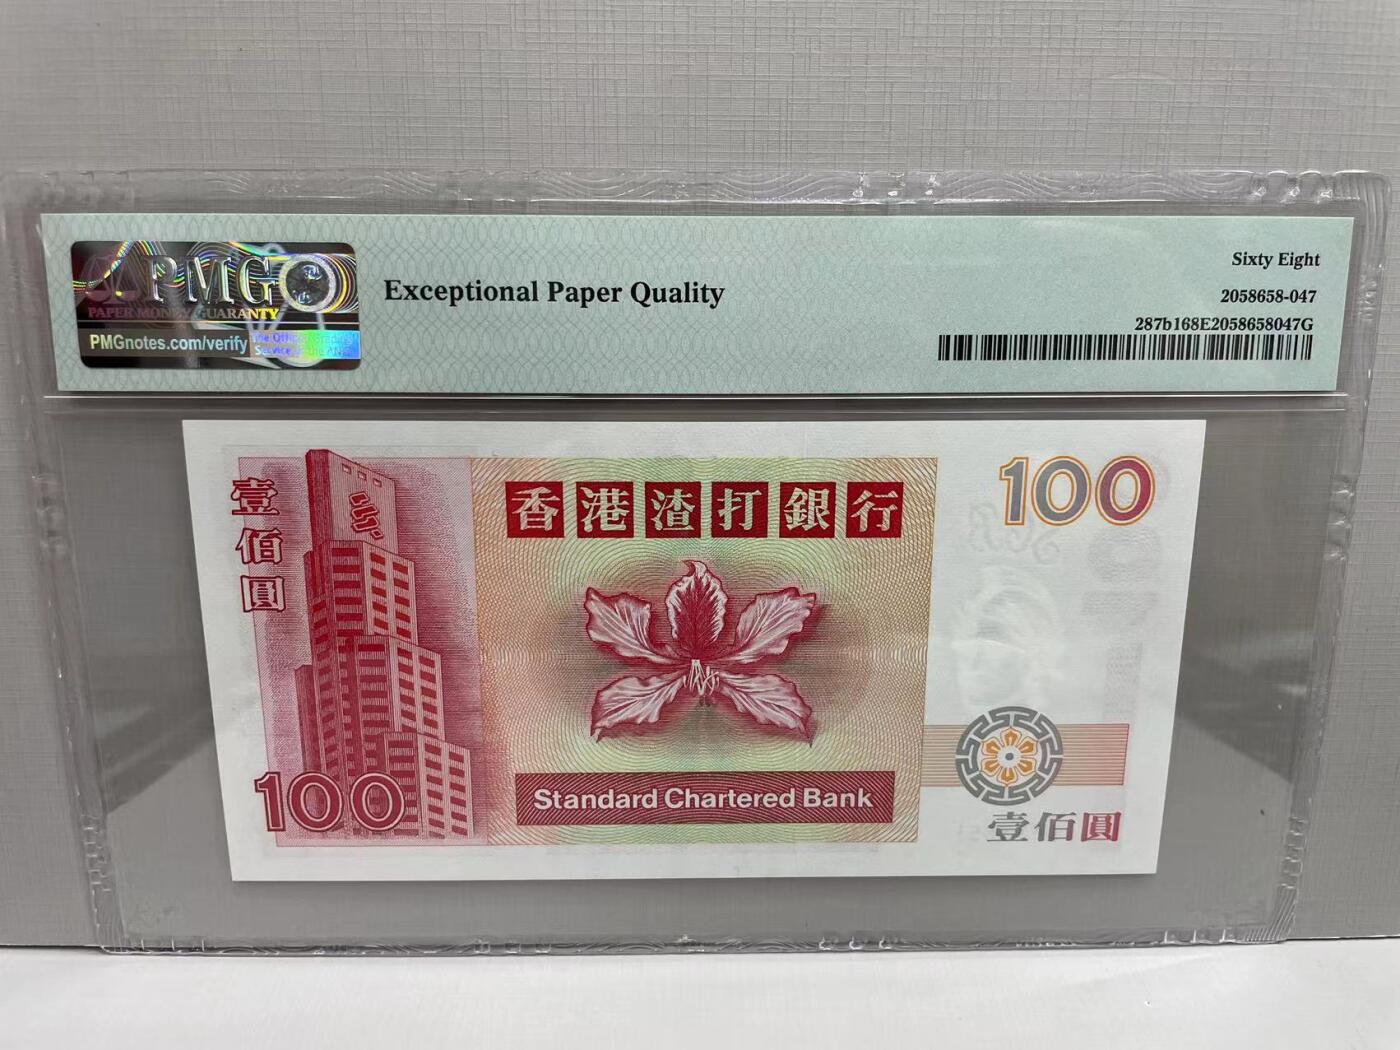 PMG
PAPER MONEY GUARANTY
PMGnotes.com/verify
Exceptional Paper Quality
Sixty Eight
2058658-047
287b168E2058658047G
壹佰圓
香港渣打銀行
100
100
Standard Chartered Bank
壹佰圓